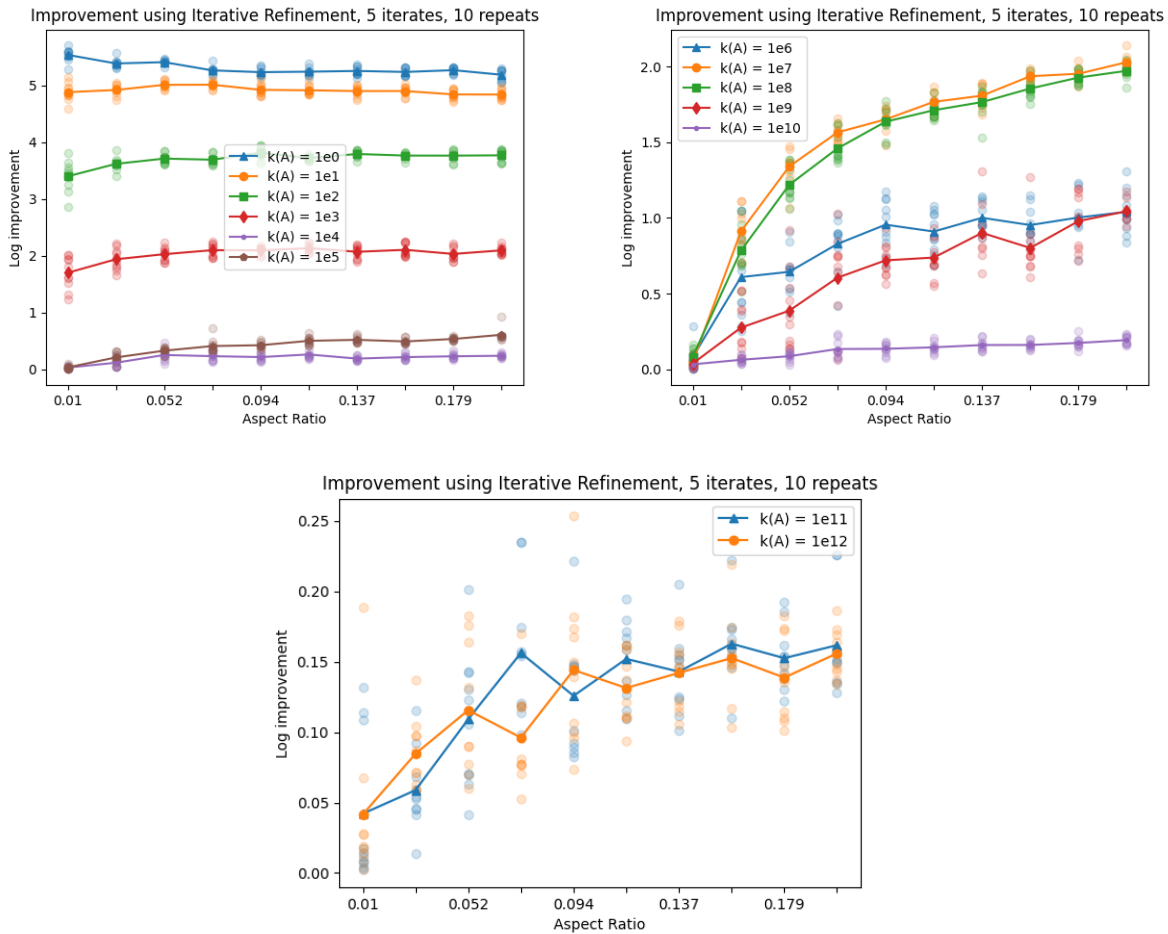 Improvement using Iterative Refinement, 5 iterates, 10 repeats
Log improvement
5
4
3
2
1
0
k(A) = 1e0
k(A) = 1e1
k(A) = 1e2
k(A) = 1e3
k(A) = 1e4
k(A) = 1e5
0.01 0.052 0.094 0.137 0.179
Aspect Ratio
Improvement using Iterative Refinement, 5 iterates, 10 repeats
Log improvement
2.0
1.5
1.0
0.5
0.0
k(A) = 1e6
k(A) = 1e7
k(A) = 1e8
k(A) = 1e9
k(A) = 1e10
0.01 0.052 0.094 0.137 0.179
Aspect Ratio
Improvement using Iterative Refinement, 5 iterates, 10 repeats
Log improvement
0.25
0.20
0.15
0.10
0.05
0.00
k(A) = 1e11
k(A) = 1e12
0.01 0.052 0.094 0.137 0.179
Aspect Ratio